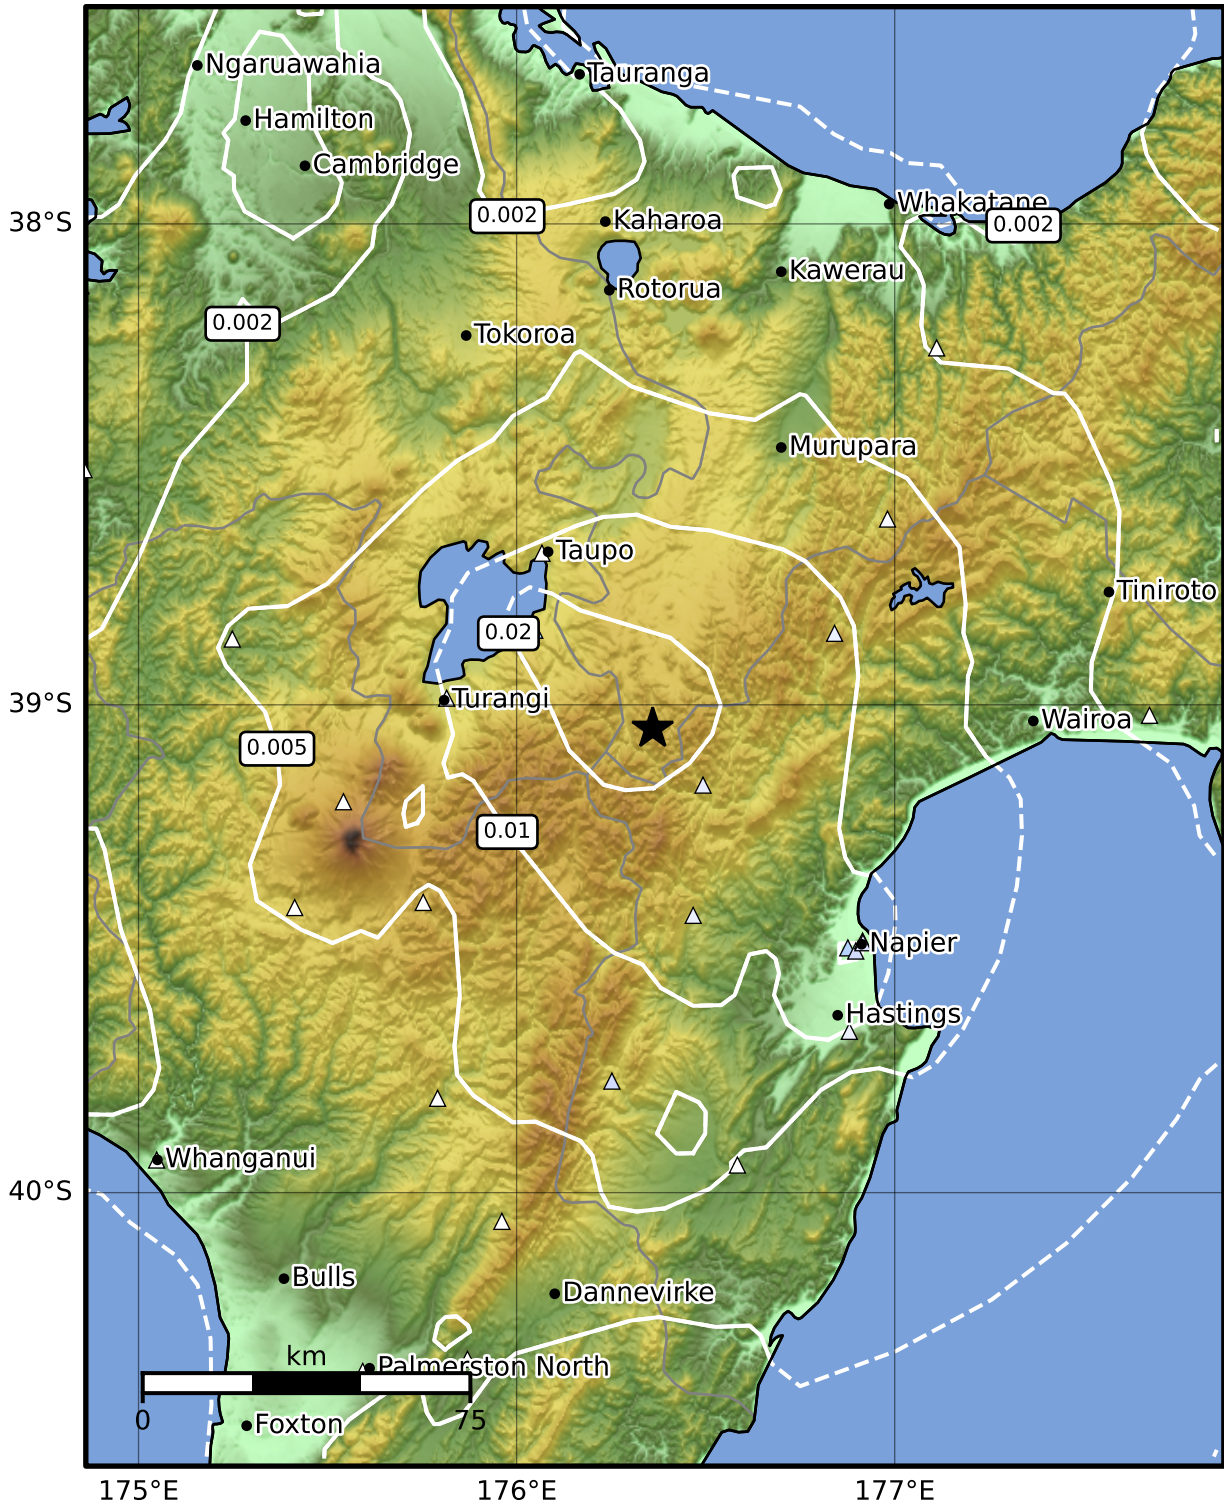 Ngaruawahia
Tauranga
Hamilton
Cambridge
Whakatane
0.002
Kaharoa
0.002
38°S
Kawerau
Rotorua
0.002
Tokoroa
Murupara
Taupo
Tiniroto
0.02
Turangi
39°S
Wairoa
0.005
0.01
Napier
Hastings
Whanganui
40°S
Bulls
Dannevirke
km
Palmerston North
0
75
Foxton
175°E
176°E
177°E